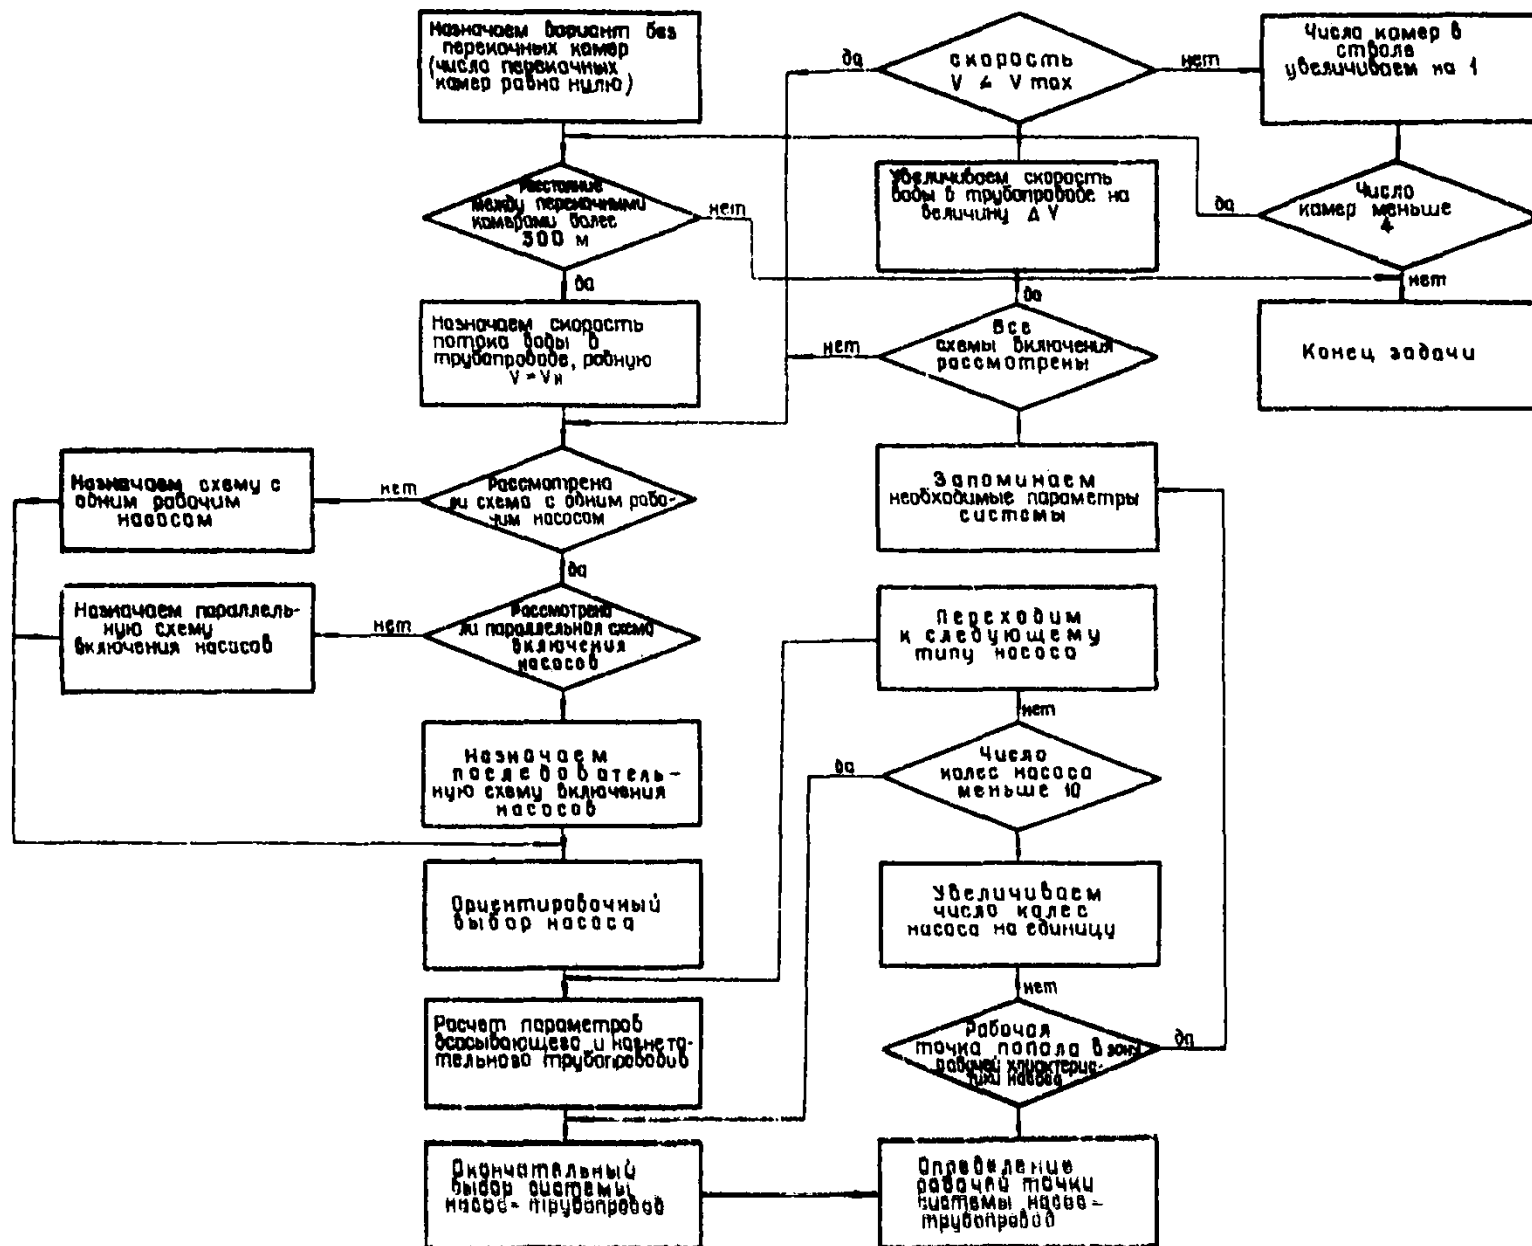 Назначаем вариант без
перекачных камер
(число перекачных
камер равно нулю)
Расстояние
между перекачными
камерами более
300 м
нет
да
Назначаем скорость
потока воды в
трубопроводе, равную
V = Vн
Рассмотрена
ли схема с одним рабо-
чим насосом
нет
да
Назначаем схему с
одним рабочим
насосом
Рассмотрена
ли параллельная схема
включения
насосов
нет
Назначаем параллель-
ную схему
включения насосов
Назначаем
последователь-
ную схему включения
насосов
Ориентировочный
выбор насоса
Расчет параметров
всасывающего и нагнета-
тельного трубопроводов
Окончательный
выбор системы
насос-трубопровод
скорость
V ≤ V max
да
нет
Увеличиваем скорость
воды в трубопроводе на
величину Δ V
да
Все
схемы включения
рассмотрены
нет
Запоминаем
необходимые параметры
системы
Переходим
к следующему
типу насоса
нет
Число
колес насоса
меньше 10
да
Увеличиваем
число колес
насоса на единицу
нет
Рабочая
точка попала в зону
рабочей характерис-
тики насоса
да
Определение
рабочей точки
системы насос-
трубопровод
Число камер в
стволе
увеличиваем на 1
Число
камер меньше
4
да
нет
Конец задачи